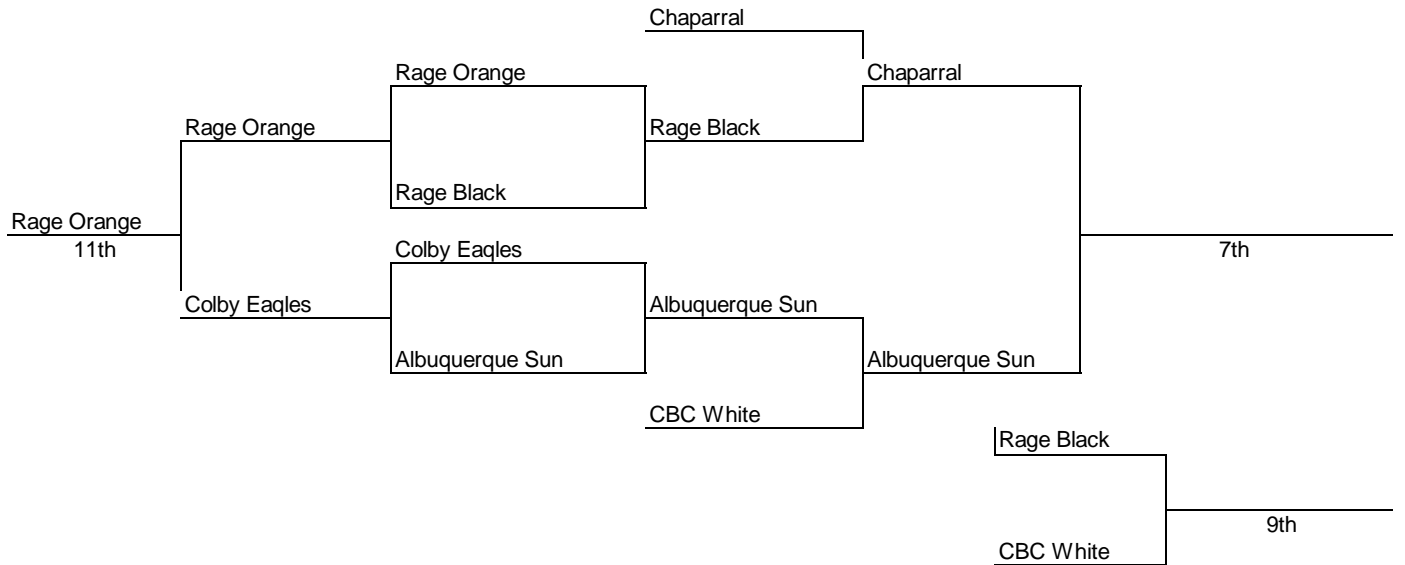 Chaparral
Rage Orange
Chaparral
Rage Orange
Rage Black
Rage Black
Rage Orange
11th
Colby Eaqles
7th
Colby Eaqles
Albuquerque Sun
Albuquerque Sun
Albuquerque Sun
CBC White
Rage Black
9th
CBC White